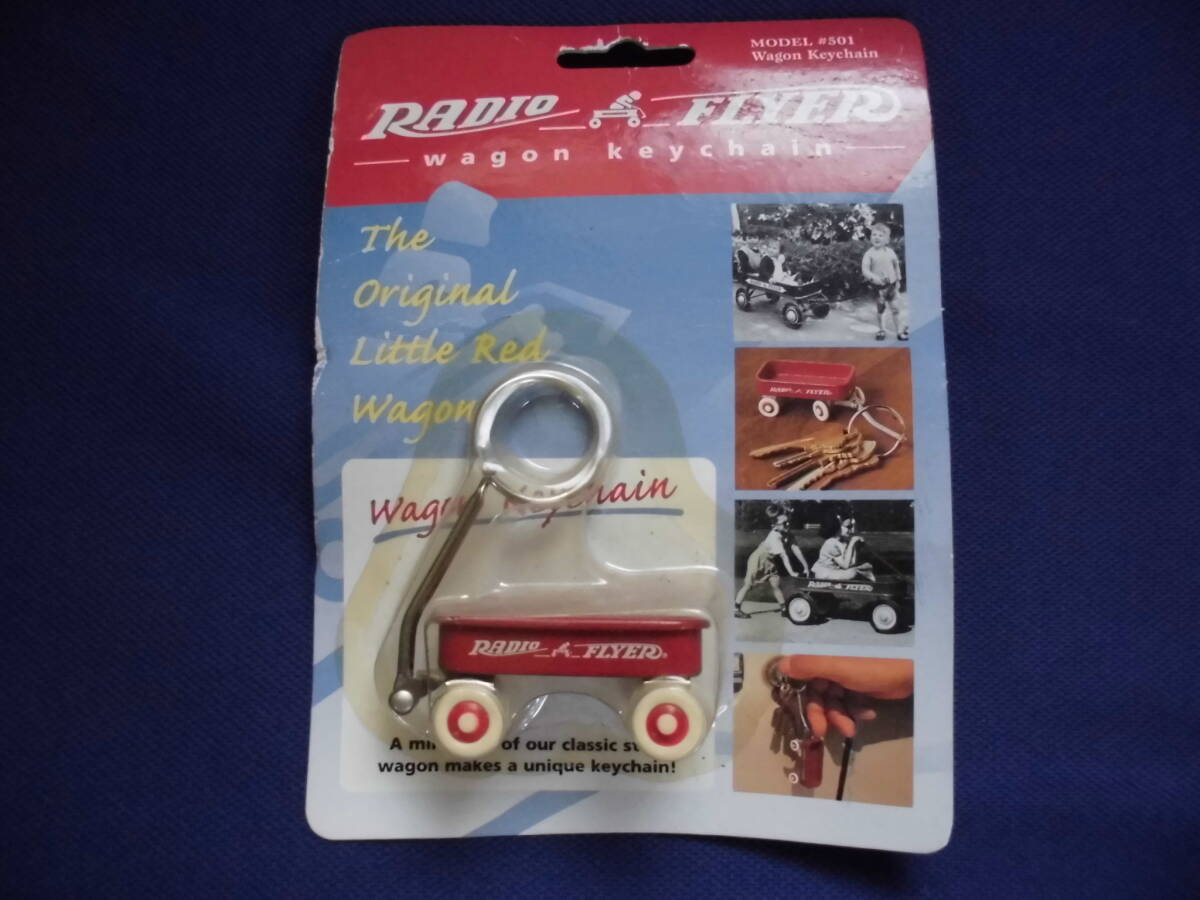 MODEL #501
Wagon Keychain
RADIO FLYER
wagon keychain
The
Original
Little Red
Wagon
Wagon Keychain
RADIO FLYER
RADIO FLYER
RADIO FLYER®
A mi of our classic st
wagon makes a unique keychain!